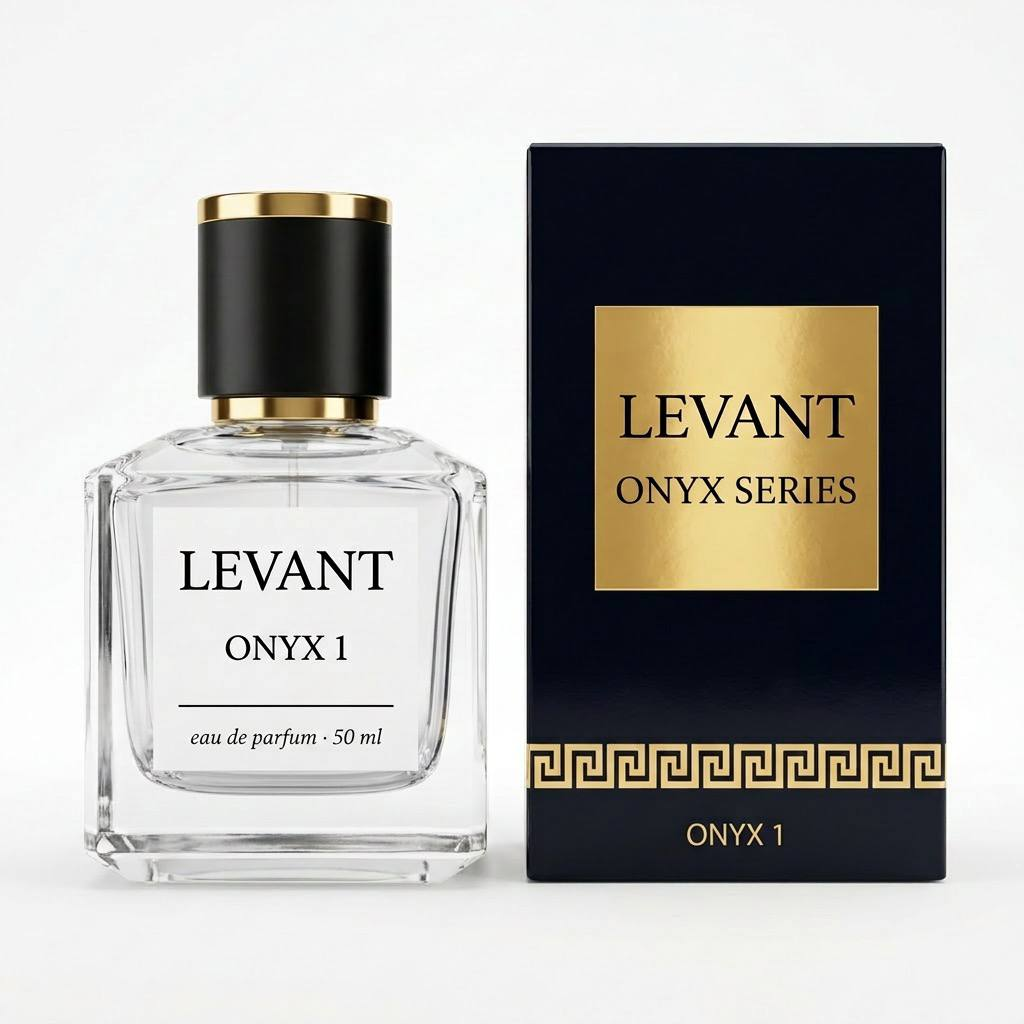 LEVANT
ONYX 1
eau de parfum · 50 ml
LEVANT
ONYX SERIES
ONYX 1